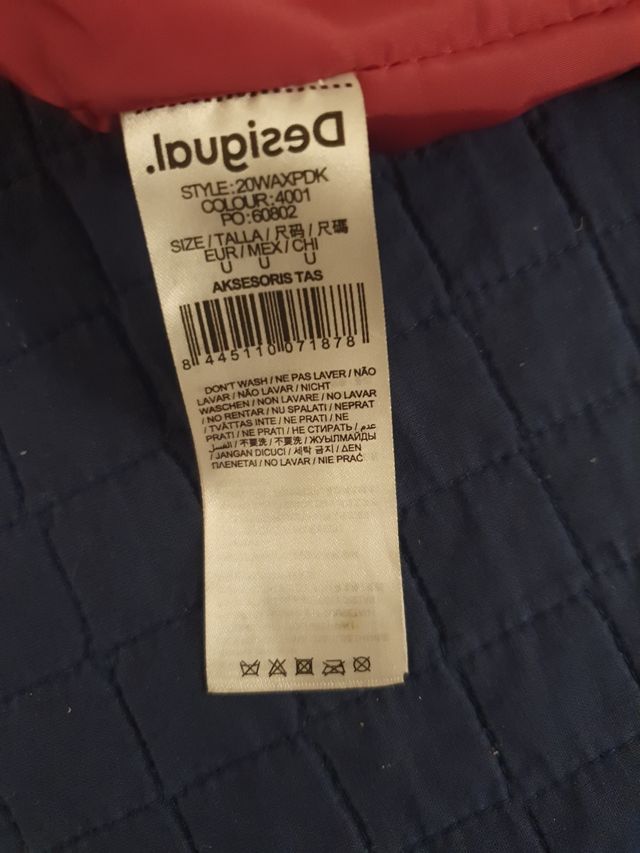 Desigual.
STYLE:20WAXPDK
COLOUR:4001
PO:60802
SIZE / TALLA / 尺码 / 尺碼
EUR / MEX / CHI
U U U
AKSESORIS TAS
8 445110 071878
DON'T WASH / NE PAS LAVER / NÃO
LAVAR / NÃO LAVAR / NICHT
WASCHEN / NON LAVARE / NO LAVAR
/ NO RENTAR / NU SPALATI / NEPRAT
/ TVÄTTAS INTE / NE PRATI / NE
PRATI / NE PRATI / НЕ СТИРАТЬ / عدم
الغسل / 不要洗 / 不要洗 / ЖУЫЛМАЙДЫ
/ JANGAN DICUCI / 세탁 금지 / ΔΕΝ
ΠΛΕΝΕΤΑΙ / NO LAVAR / NIE PRAĆ